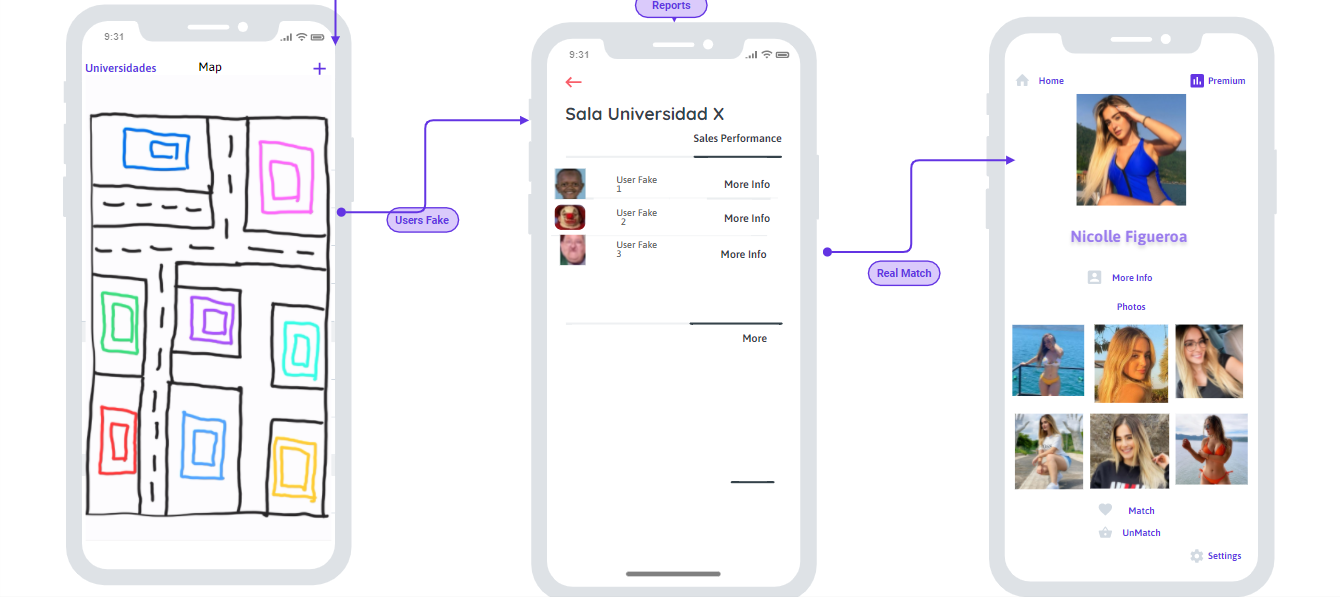 Reports
9:31
Universidades
Map
+
Users Fake
9:31
Sala Universidad X
Sales Performance
User Fake
1
More Info
User Fake
2
More Info
User Fake
3
More Info
More
Real Match
Home
Premium
Nicolle Figueroa
More Info
Photos
Match
UnMatch
Settings